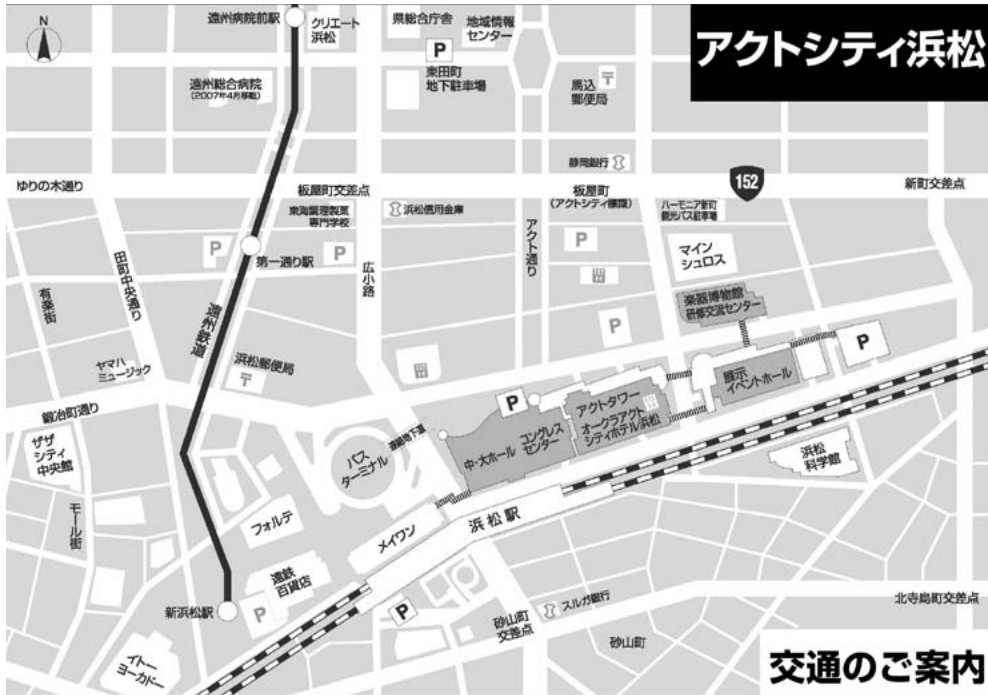 アクトシティ浜松
N
遠州病院前駅
クリエート
浜松
県総合庁舎
地域情報
センター
P
東田町
地下駐車場
遠州総合病院
(2007年4月移転)
馬込
郵便局
静岡銀行
152
ゆりの木通り
板屋町交差点
板屋町
(アクトシティ標識)
新町交差点
東海調理製菓
専門学校
浜松信用金庫
ハーモニア新町
観光バス駐車場
P
P
第一通り駅
広小路
アクト通り
P
マイン
シュロス
田町中央通り
有楽街
遠州鉄道
楽器博物館
研修交流センター
P
P
ヤマハ
ミュージック
浜松郵便局
展示
イベントホール
鍛冶町通り
P
アクトタワー
オークラアクト
シティホテル浜松
コングレス
センター
中・大ホール
連絡地下道
バス
ターミナル
ザザ
シティ
中央館
浜松
科学館
モール街
フォルテ
メイワン
浜松駅
遠鉄
百貨店
新浜松駅
P
P
スルガ銀行
北寺島町交差点
砂山町
交差点
砂山町
イトー
ヨーカドー
交通のご案内